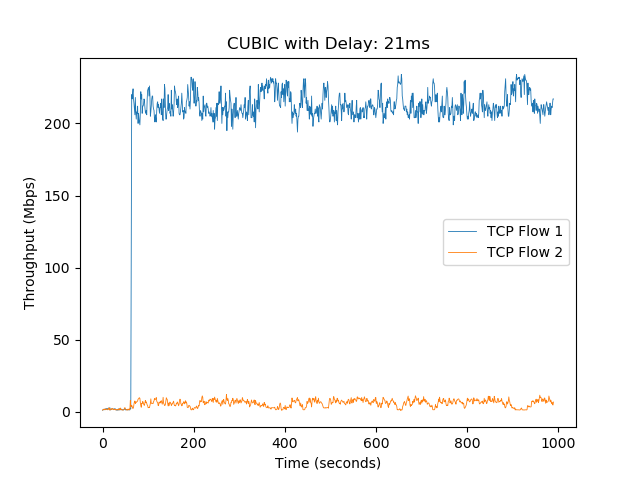 CUBIC with Delay: 21ms
Throughput (Mbps)
200
150
100
50
0
TCP Flow 1
TCP Flow 2
0 200 400 600 800 1000
Time (seconds)